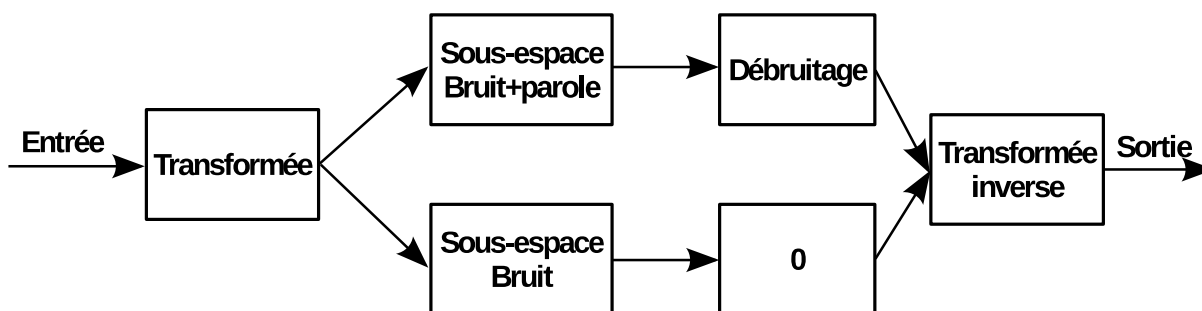 Entrée
Transformée
Sous-espace
Bruit+parole
Débruitage
Sous-espace
Bruit
0
Transformée
inverse
Sortie